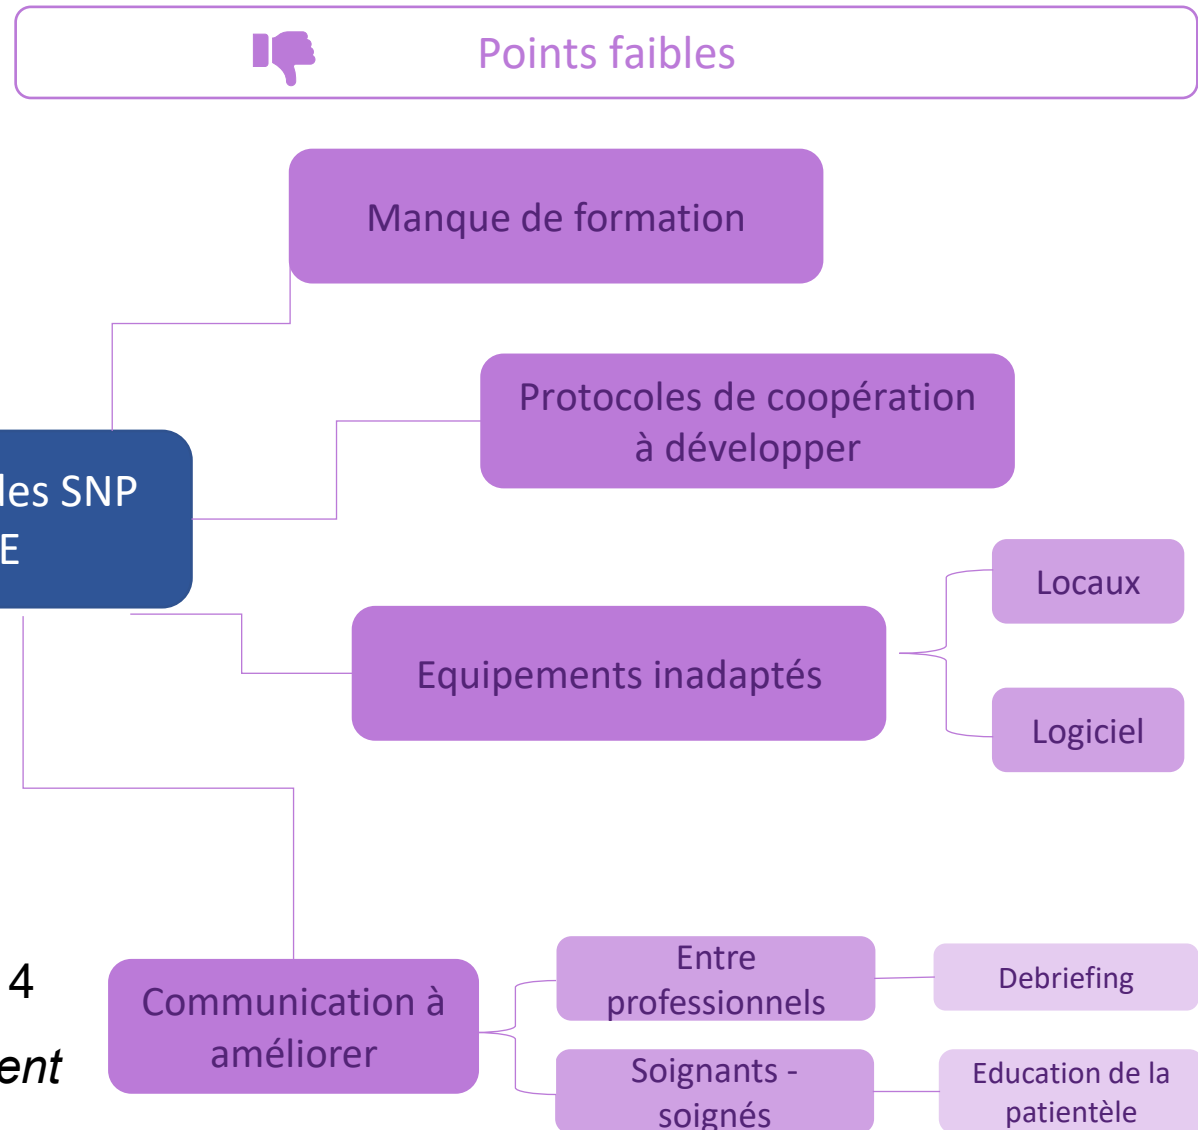 Points faibles
Manque de formation
Protocoles de coopération
à développer
les SNP
E
Equipements inadaptés
Locaux
Logiciel
4
ent
Communication à
améliorer
Entre
professionnels
Debriefing
Soignants -
soignés
Education de la
patientèle